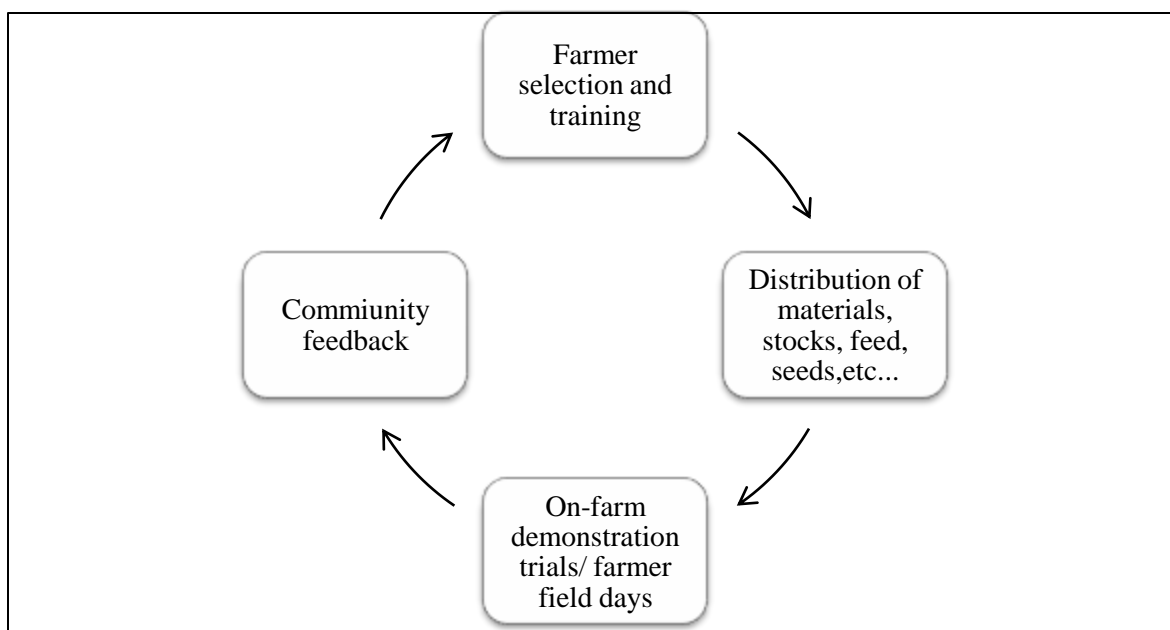 Farmer
selection and
training
Distribution of
materials,
stocks, feed,
seeds,etc...
On-farm
demonstration
trials/ farmer
field days
Commiunity
feedback